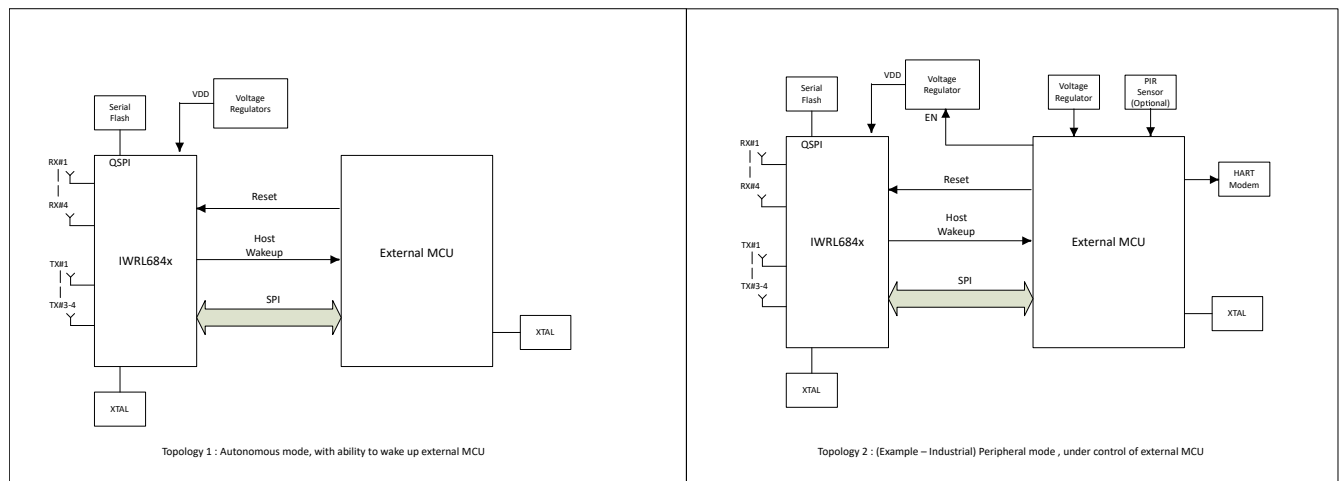 VDD
Voltage
Regulators
Serial
Flash
QSPI
RX#1
RX#4
TX#1
TX#3-4
IWRL684x
Reset
Host
Wakeup
SPI
External MCU
XTAL
XTAL
Topology 1 : Autonomous mode, with ability to wake up external MCU
VDD
Voltage
Regulator
EN
Serial
Flash
QSPI
Voltage
Regulator
PIR
Sensor
(Optional)
RX#1
RX#4
TX#1
TX#3-4
IWRL684x
Reset
Host
Wakeup
SPI
External MCU
HART
Modem
XTAL
XTAL
Topology 2 : (Example – Industrial) Peripheral mode , under control of external MCU